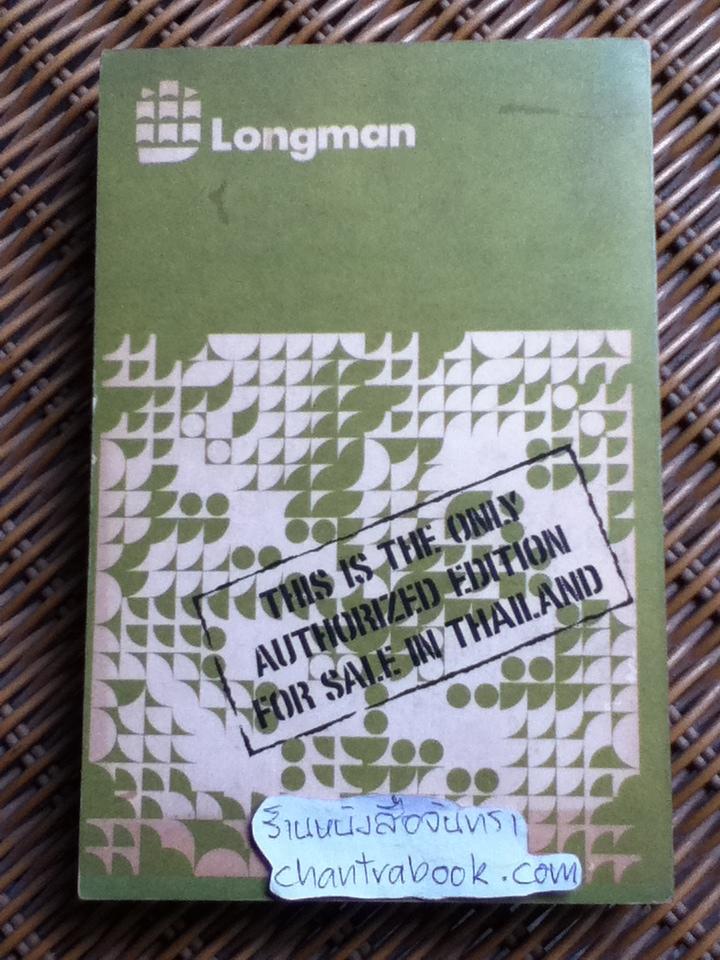 Longman
THIS IS THE ONLY
AUTHORIZED EDITION
FOR SALE IN THAILAND
ร้านหนังสือจันทรา
chantrabook.com